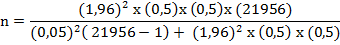 n = (1,96)² x (0,5)x (0,5)x (21956)
(0,05)²( 21956 − 1) + (1,96)² x (0,5) x (0,5)